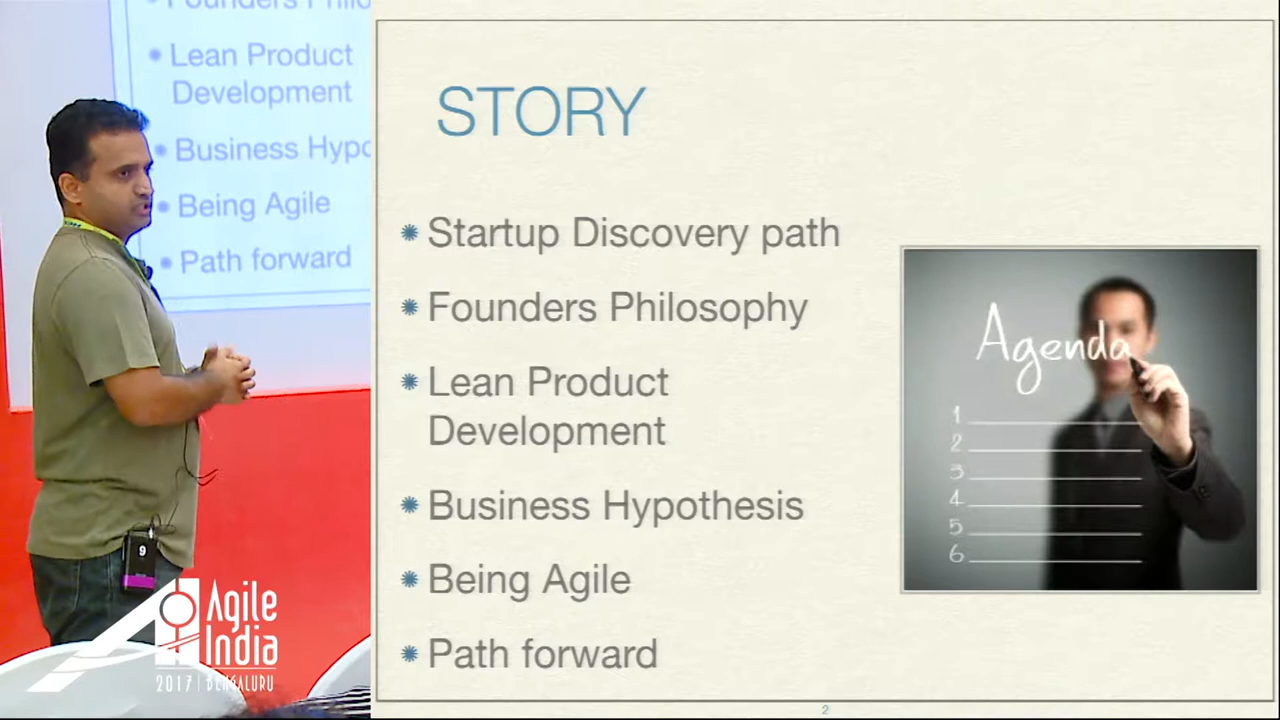 Lean Product
Development
Business Hypo
Being Agile
Path forward
9
Agile
India
2017 | BENGALURU
STORY
Startup Discovery path
Founders Philosophy
Lean Product
Development
Business Hypothesis
Being Agile
Path forward
Agenda
1
2
3
4
5
6
2